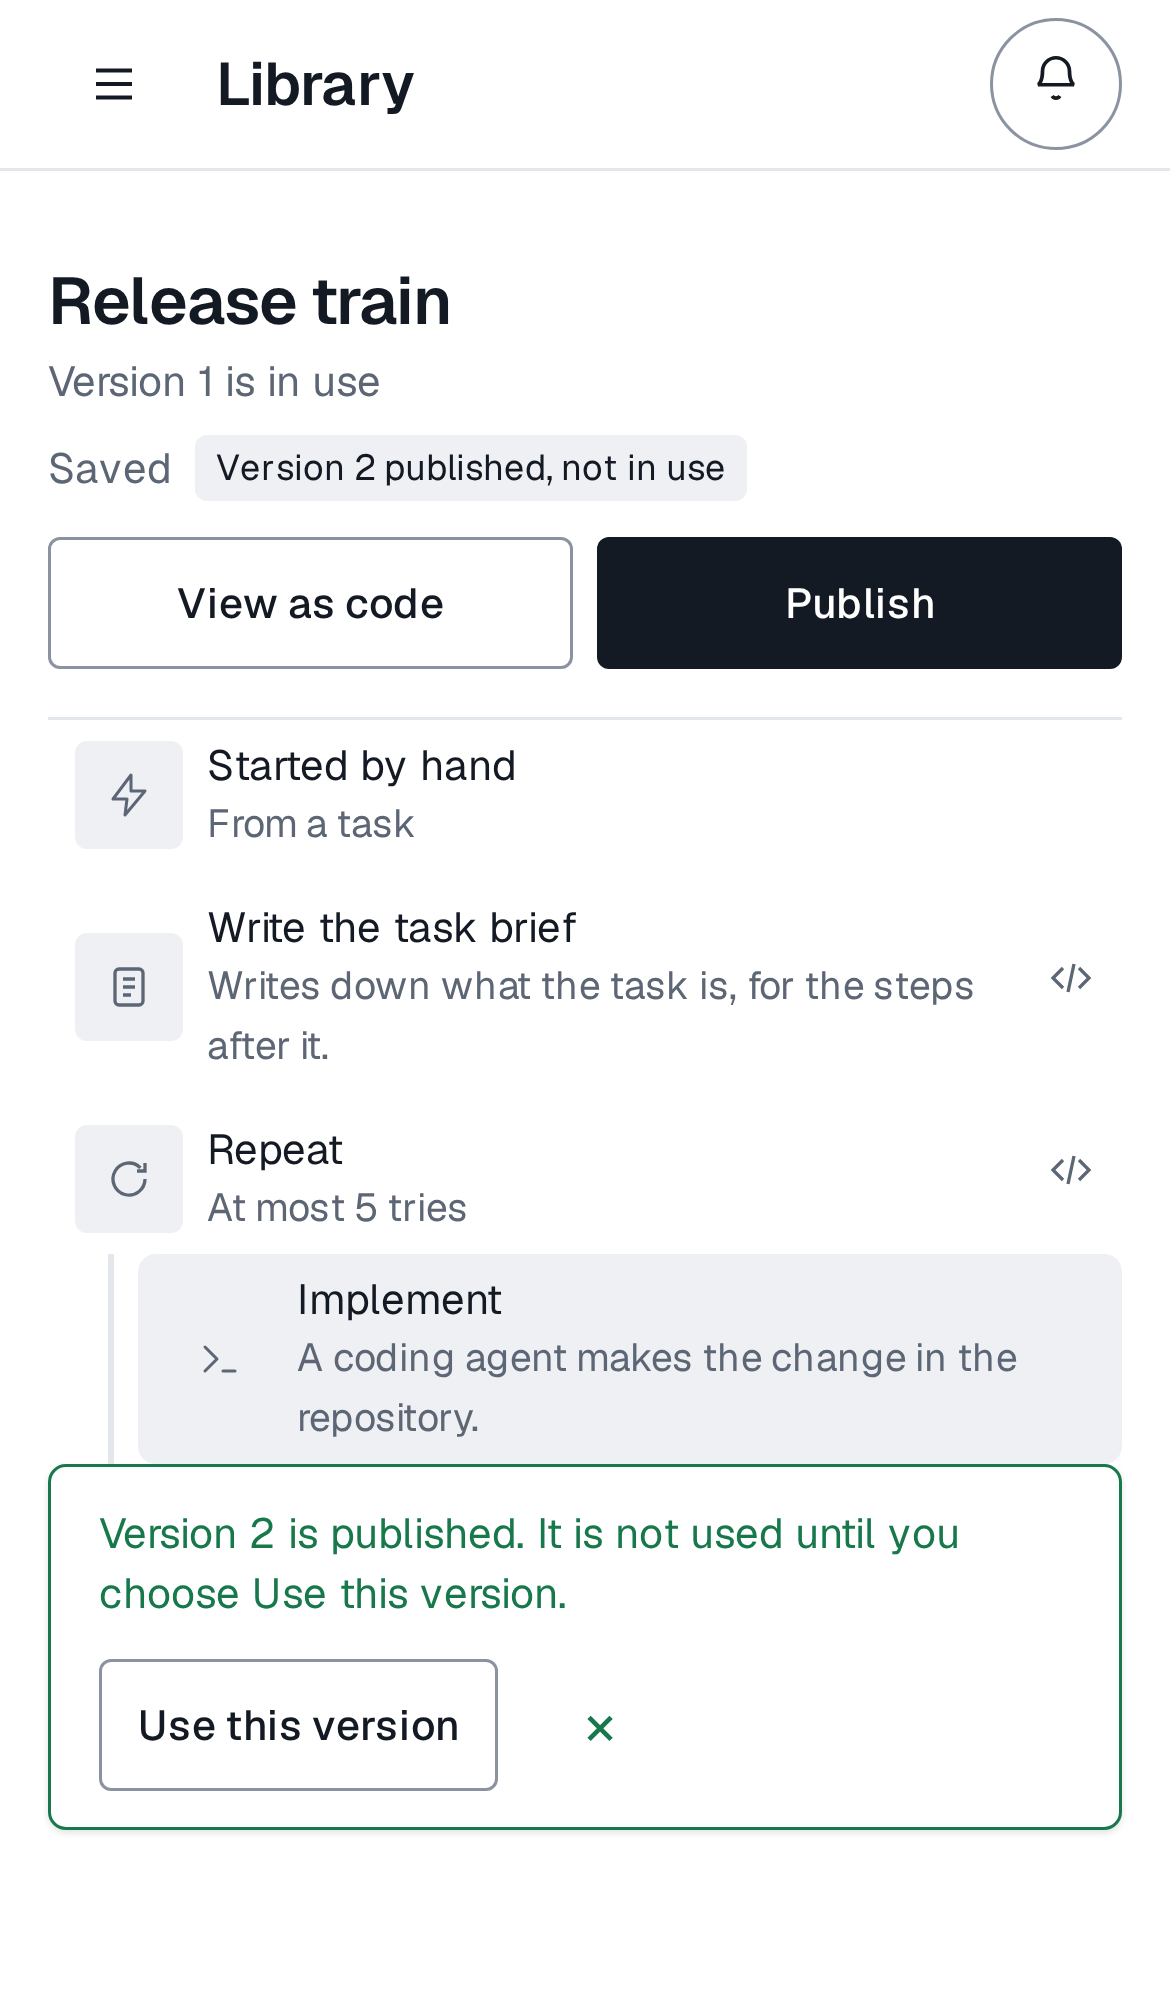 Library
Release train
Version 1 is in use
Saved
Version 2 published, not in use
View as code
Publish
Started by hand
From a task
Write the task brief
Writes down what the task is, for the steps
after it.
Repeat
At most 5 tries
Implement
A coding agent makes the change in the
repository.
Version 2 is published. It is not used until you
choose Use this version.
Use this version